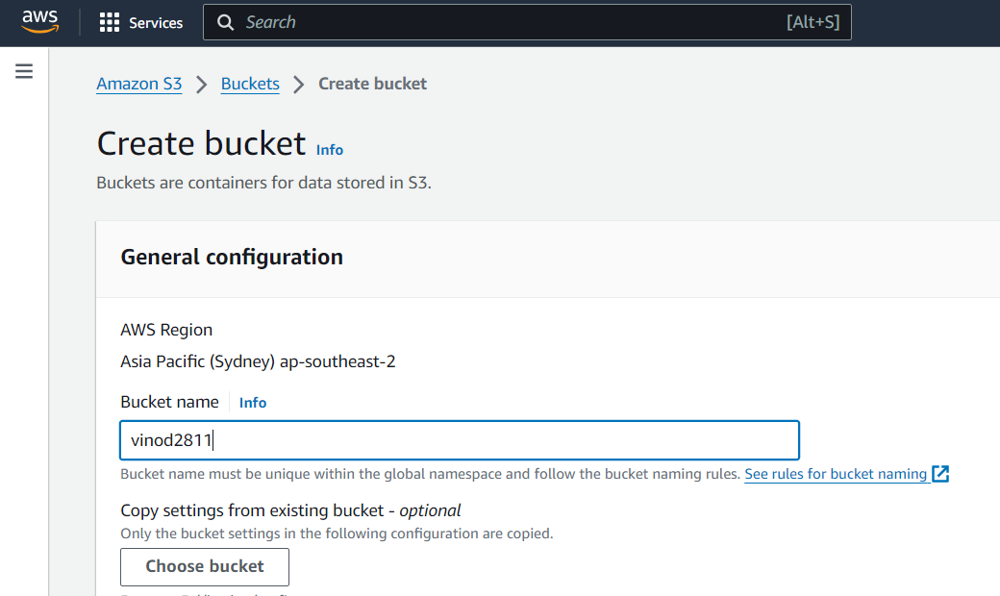 aws Services Search [Alt+S]
Amazon S3 > Buckets > Create bucket
Create bucket Info
Buckets are containers for data stored in S3.
General configuration
AWS Region
Asia Pacific (Sydney) ap-southeast-2
Bucket name Info
vinod2811
Bucket name must be unique within the global namespace and follow the bucket naming rules. See rules for bucket naming
Copy settings from existing bucket - optional
Only the bucket settings in the following configuration are copied.
Choose bucket